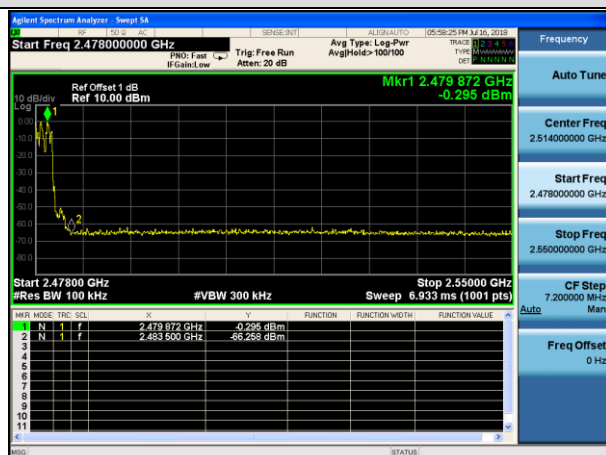 Agilent Spectrum Analyzer - Swept SA
RF 50 Ω AC SENSE:INT ALIGNAUTO 05:58:25 PM Jul 16, 2018
Start Freq 2.478000000 GHz
PNO: Fast
IFGain:Low
Trig: Free Run
Atten: 20 dB
Avg Type: Log-Pwr
Avg|Hold:>100/100
TRACE 1 2 3 4 5 6
TYPE
DET P N N N N N
Mkr1 2.479 872 GHz
-0.295 dBm
Ref Offset 1 dB
Ref 10.00 dBm
10 dB/div
Log
1
0.00
-10.0
-20.0
-30.0
-40.0
-50.0
-60.0
-70.0
-80.0
2
Start 2.47800 GHz
Stop 2.55000 GHz
#Res BW 100 kHz
#VBW 300 kHz
Sweep 6.933 ms (1001 pts)
MKR MODE TRC SCL X Y FUNCTION FUNCTION WIDTH FUNCTION VALUE
1 N 1 f 2.479 872 GHz -0.295 dBm
2 N 1 f 2.483 500 GHz -66.258 dBm
3
4
5
6
7
8
9
10
11
MSG
STATUS
Frequency
Auto Tune
Center Freq
2.514000000 GHz
Start Freq
2.478000000 GHz
Stop Freq
2.550000000 GHz
CF Step
7.200000 MHz
Auto Man
Freq Offset
0 Hz